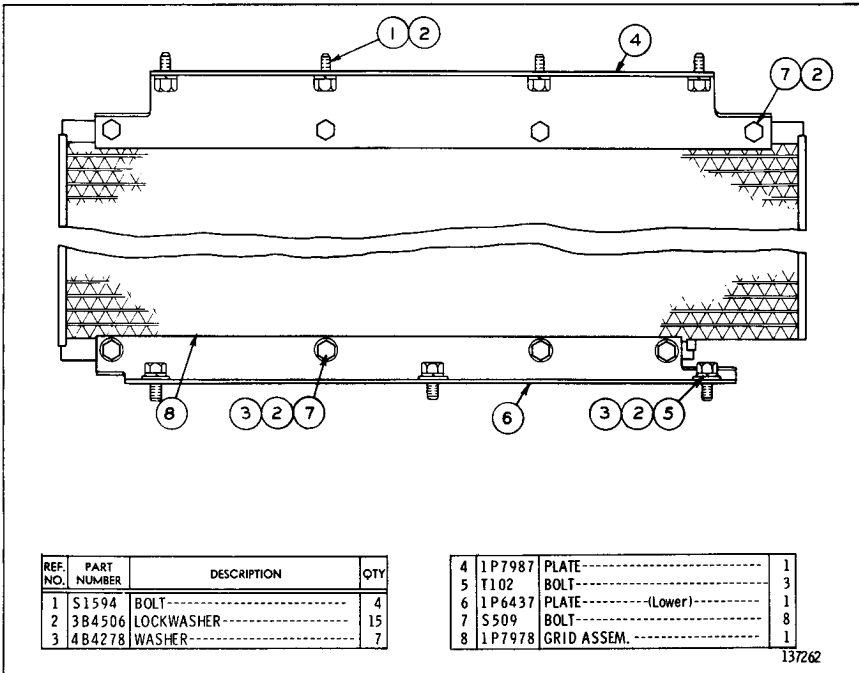 1 2
4
7 2
8
3 2 7
6
3 2 5
REF. NO. PART NUMBER DESCRIPTION QTY
1 S1594 BOLT 4
2 3B4506 LOCKWASHER 15
3 4B4278 WASHER 7
4 1P7987 PLATE 1
5 T102 BOLT 3
6 1P6437 PLATE (Lower) 1
7 S509 BOLT 8
8 1P7978 GRID ASSEM. 1
137262